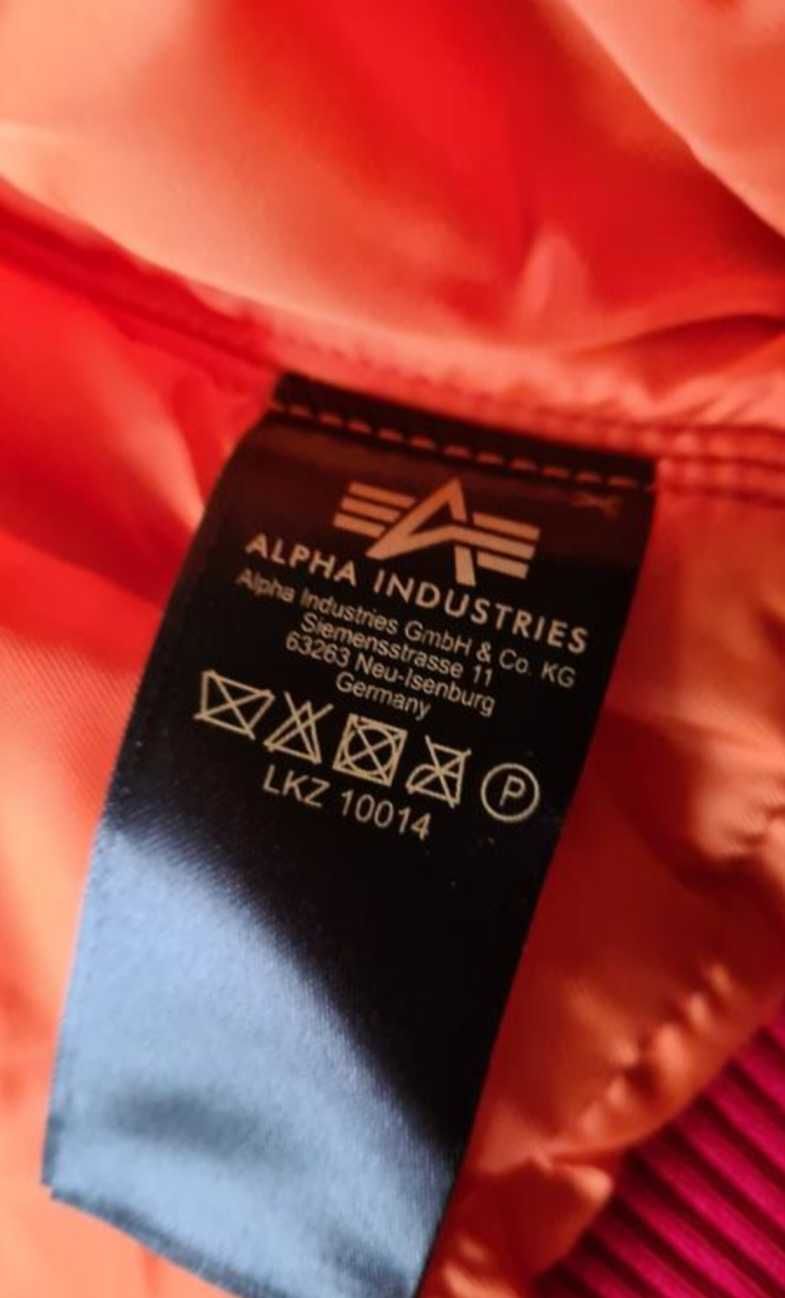 ALPHA INDUSTRIES
Alpha Industries GmbH & Co. KG
Siemensstrasse 11
63263 Neu-Isenburg
Germany
P
LKZ 10014